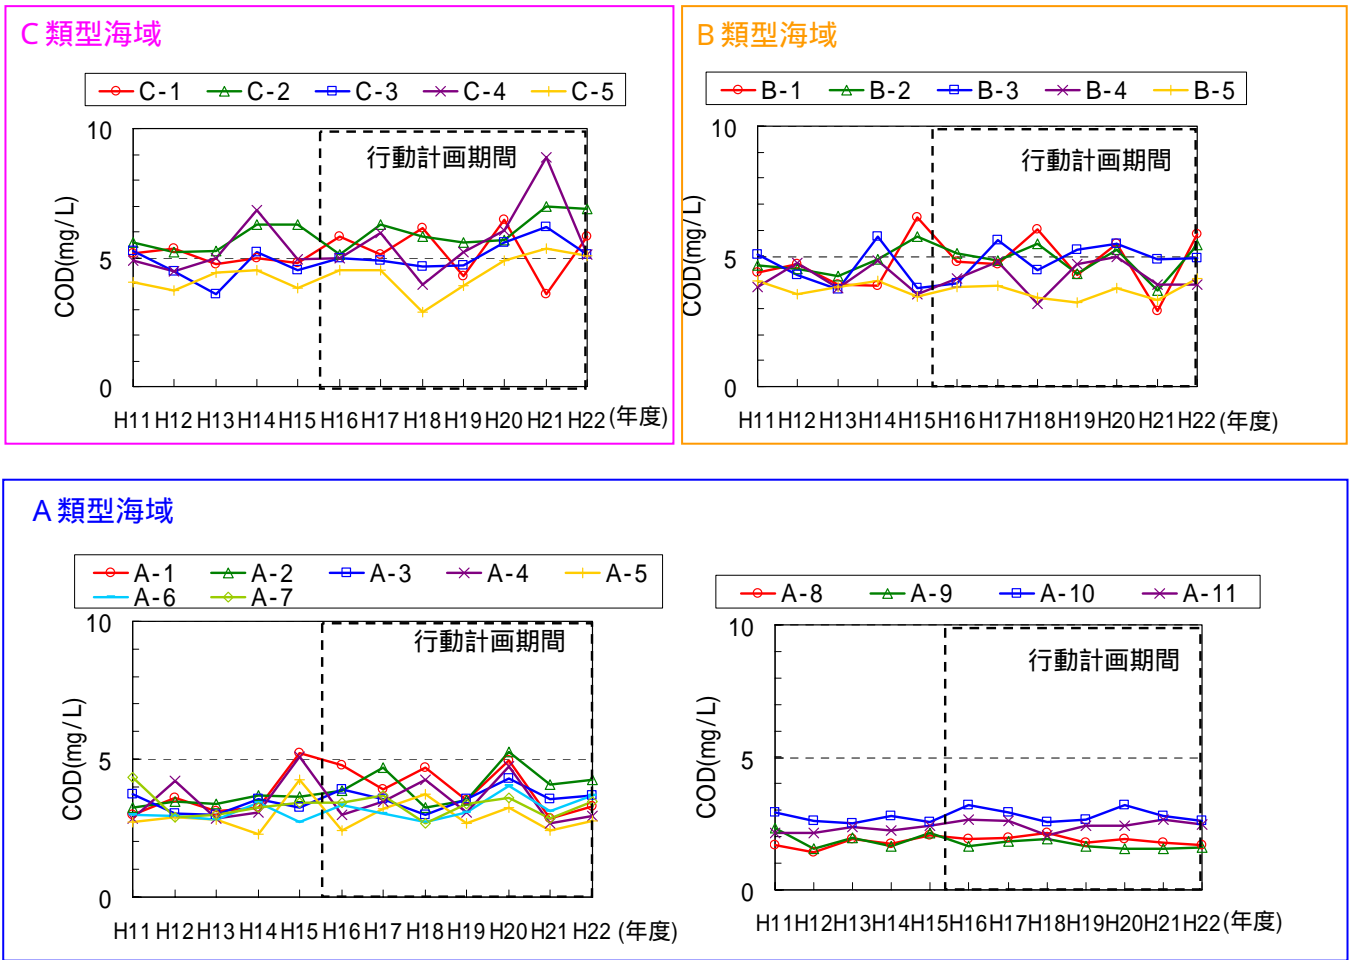 C類型海域
C-1 C-2 C-3 C-4 C-5
10
行動計画期間
5
0
COD(mg/L)
H11 H12 H13 H14 H15 H16 H17 H18 H19 H20 H21 H22 (年度)
B類型海域
B-1 B-2 B-3 B-4 B-5
10
行動計画期間
5
0
COD(mg/L)
H11 H12 H13 H14 H15 H16 H17 H18 H19 H20 H21 H22 (年度)
A類型海域
A-1 A-2 A-3 A-4 A-5
A-6 A-7
10
行動計画期間
5
0
COD(mg/L)
H11 H12 H13 H14 H15 H16 H17 H18 H19 H20 H21 H22 (年度)
A-8 A-9 A-10 A-11
10
行動計画期間
5
0
COD(mg/L)
H11 H12 H13 H14 H15 H16 H17 H18 H19 H20 H21 H22 (年度)